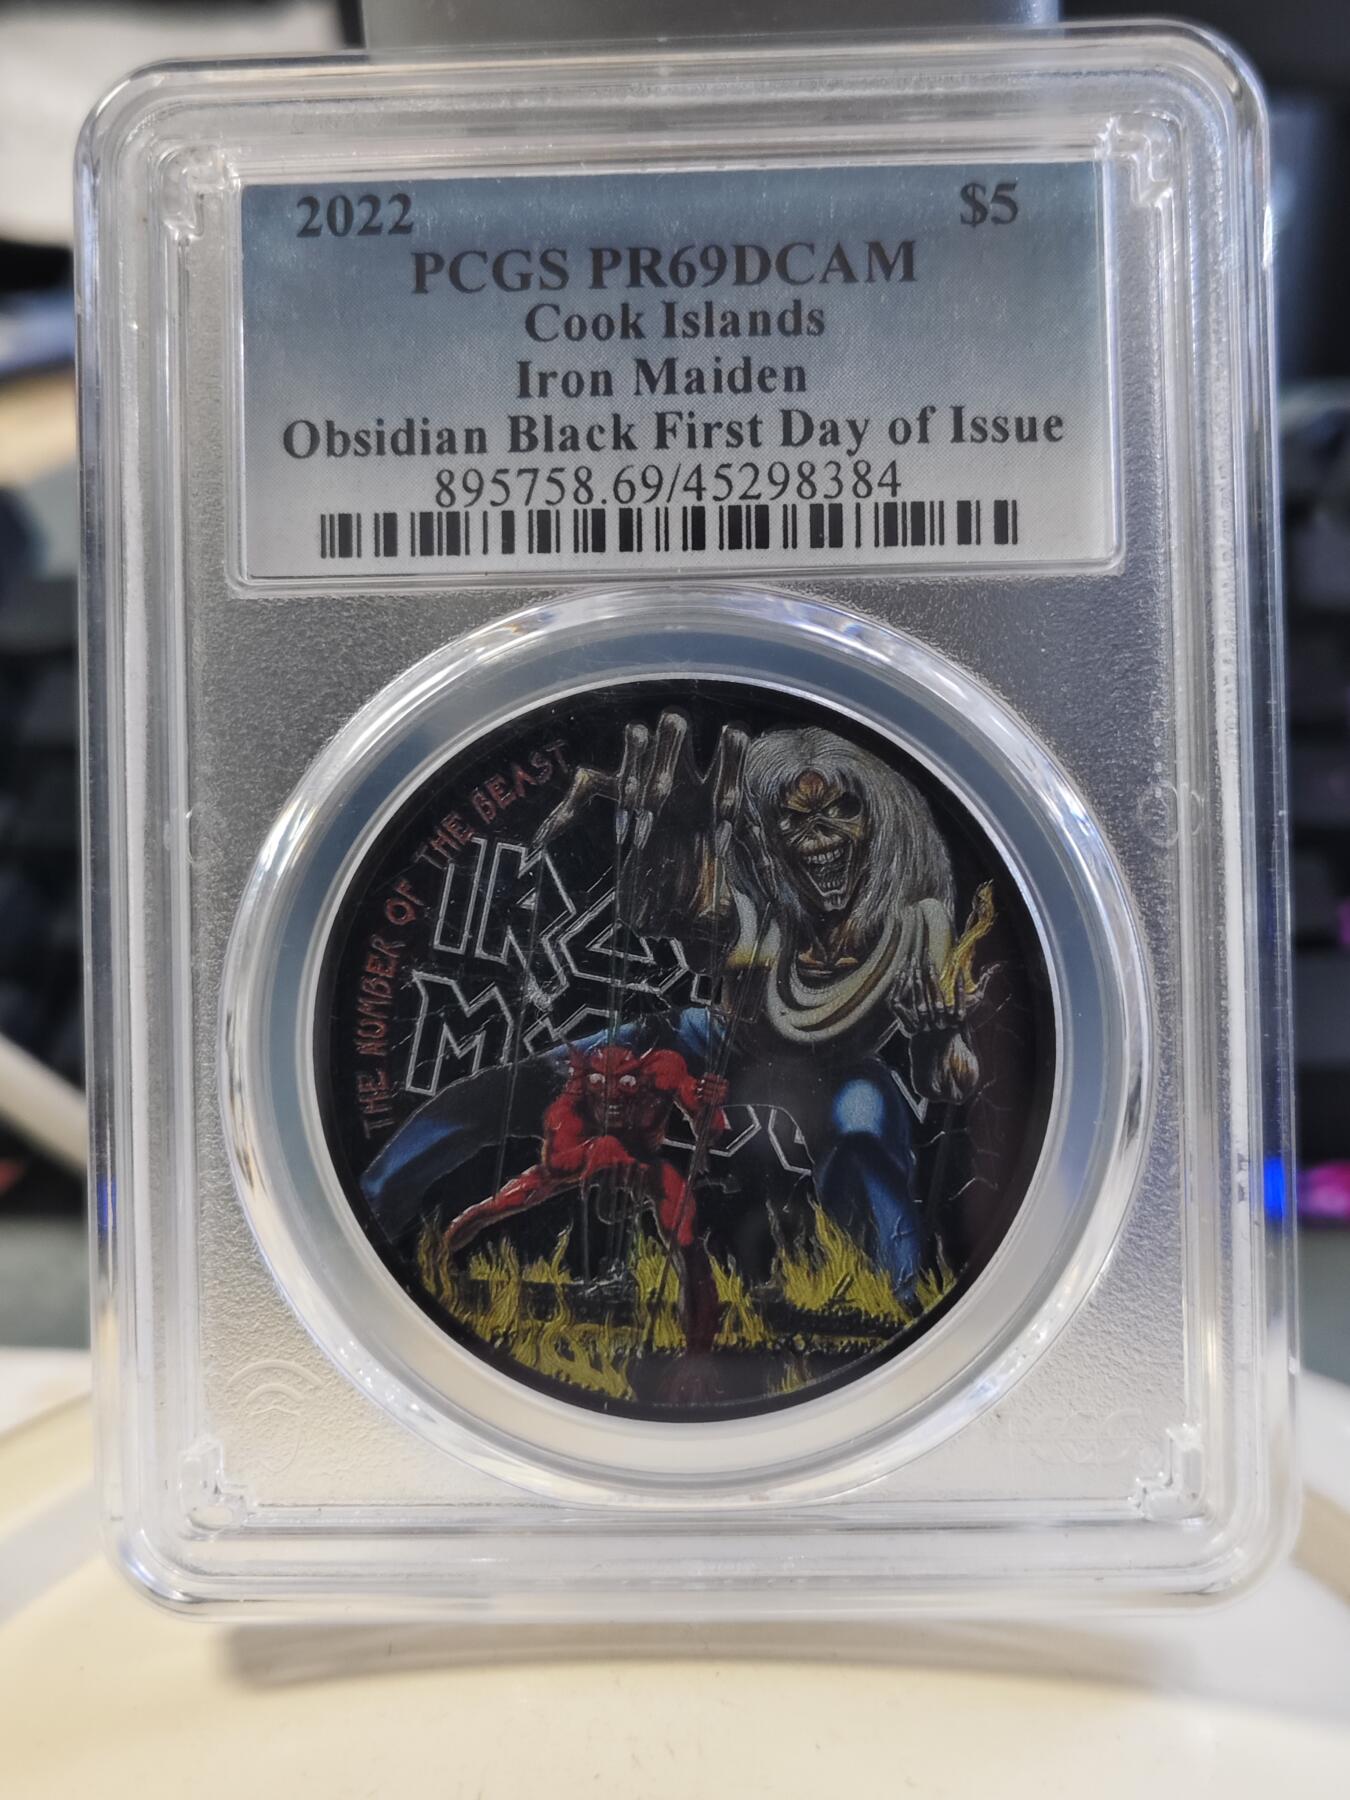 2022 $5
PCGS PR69DCAM
Cook Islands
Iron Maiden
Obsidian Black First Day of Issue
895758.69/45298384
THE NUMBER OF THE BEAST
IRON